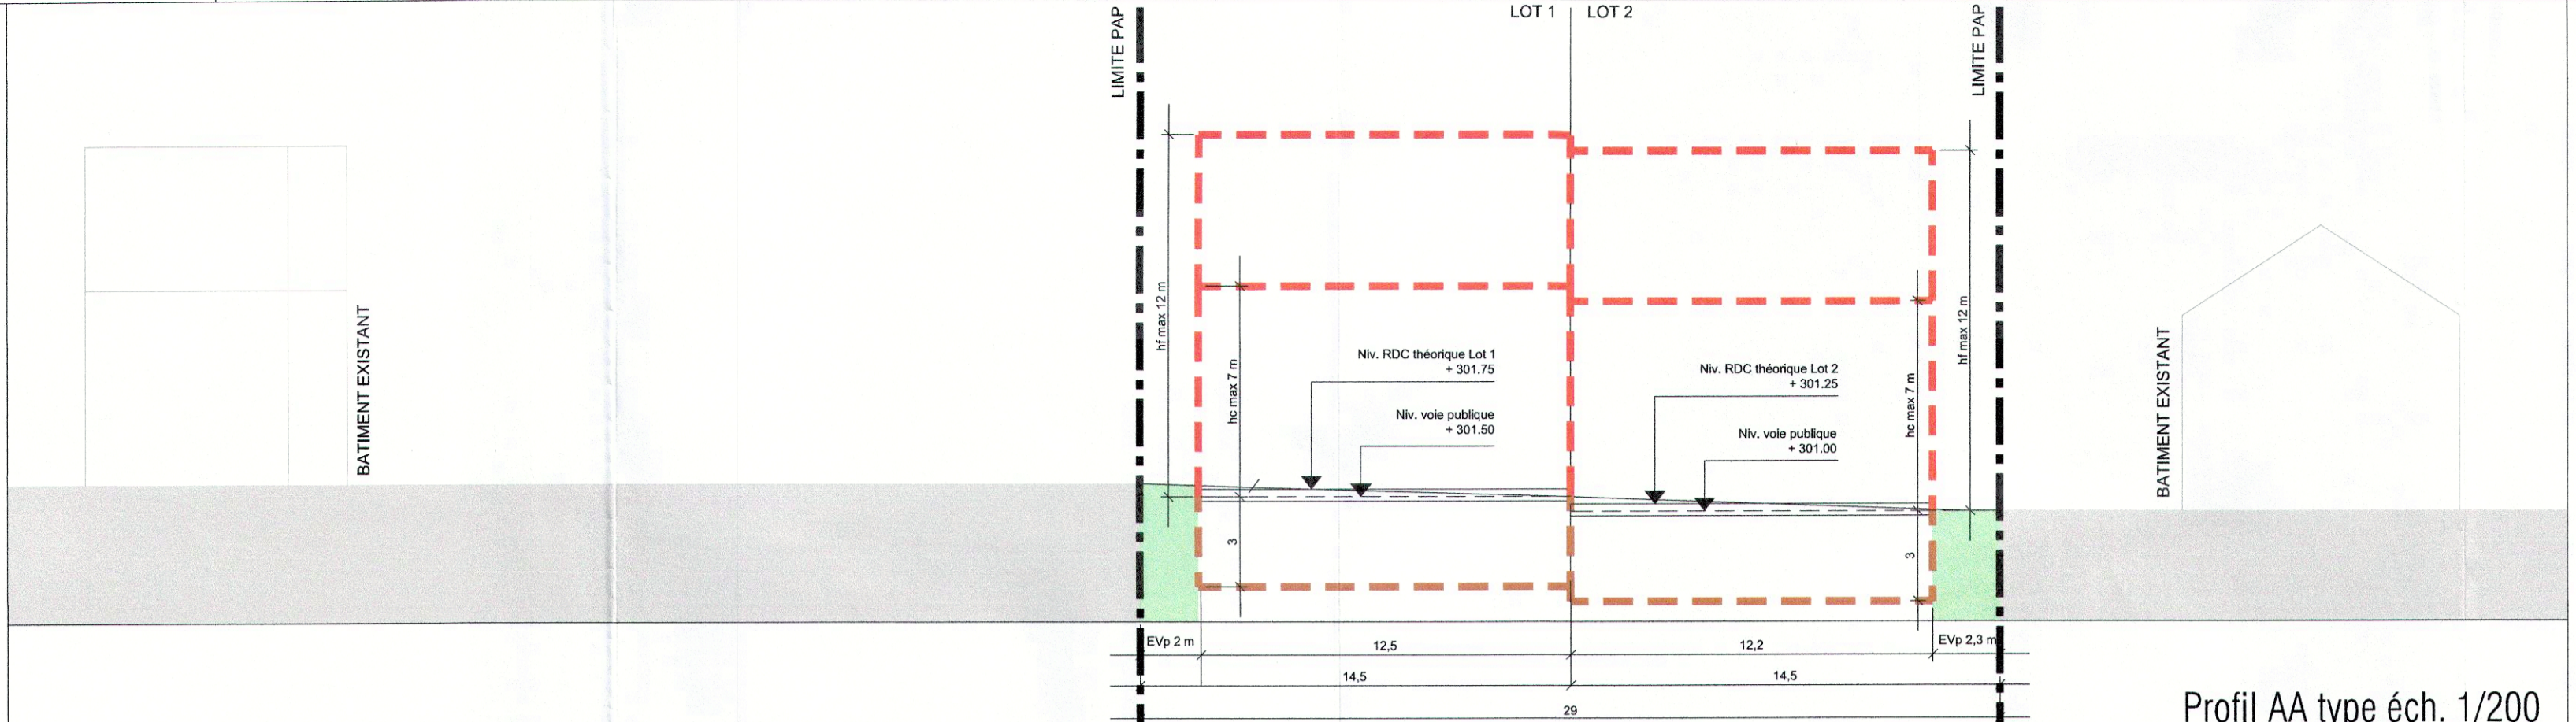 LIMITE PAP
LOT 1
LOT 2
LIMITE PAP
hf max 12 m
hc max 7 m
Niv. RDC théorique Lot 1
+ 301.75
Niv. voie publique
+ 301.50
Niv. RDC théorique Lot 2
+ 301.25
Niv. voie publique
+ 301.00
hc max 7 m
hf max 12 m
BATIMENT EXISTANT
BATIMENT EXISTANT
3
3
EVp 2 m
12,5
12,2
EVp 2,3 m
14,5
14,5
29
Profil AA type éch. 1/200